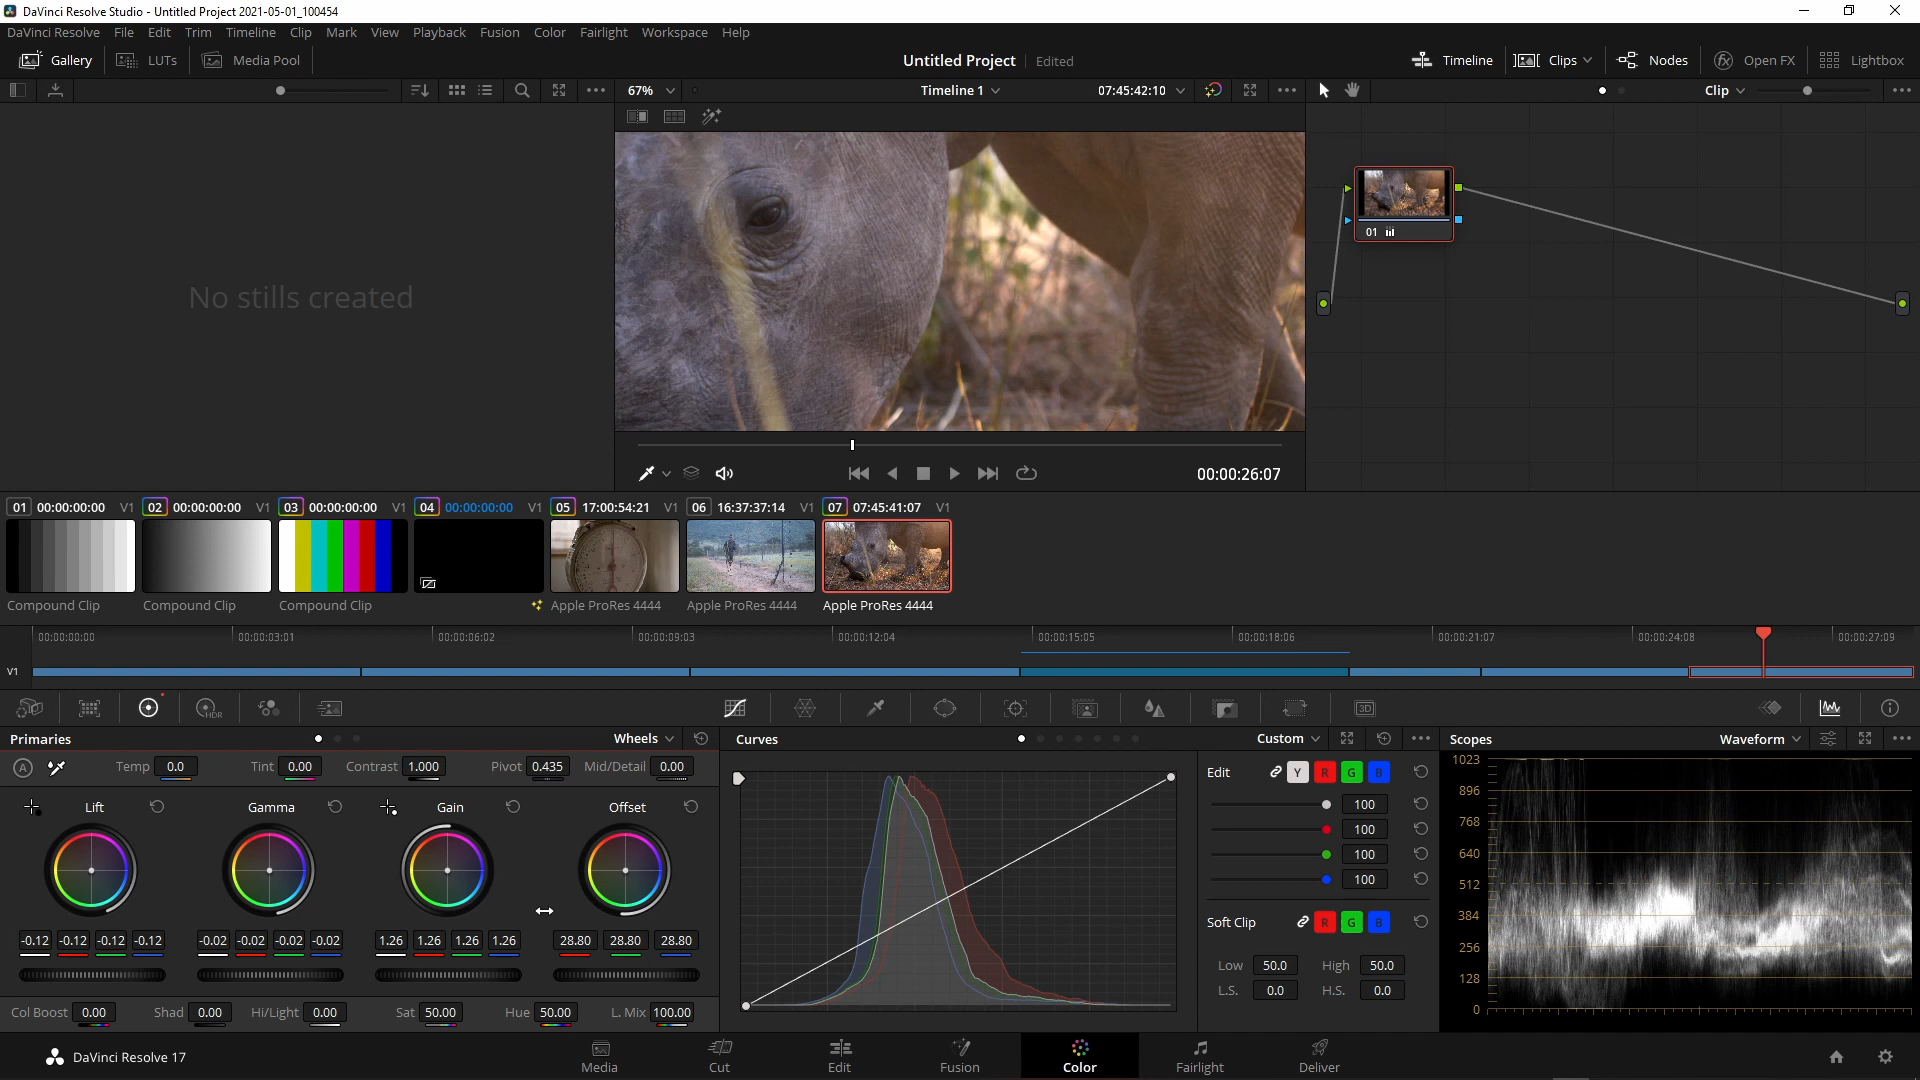 DaVinci Resolve Studio - Untitled Project 2021-05-01_100454
DaVinci Resolve File Edit Trim Timeline Clip Mark View Playback Fusion Color Fairlight Workspace Help
Gallery LUTs Media Pool Untitled Project Edited Timeline Clips Nodes Open FX Lightbox
67% Timeline 1 07:45:42:10 Clip
No stills created
01
00:00:26:07
01 00:00:00:00 V1 02 00:00:00:00 V1 03 00:00:00:00 V1 04 00:00:00:00 V1 05 17:00:54:21 V1 06 16:37:37:14 V1 07 07:45:41:07 V1
Compound Clip Compound Clip Compound Clip Apple ProRes 4444 Apple ProRes 4444 Apple ProRes 4444
00:00:00:00 00:00:03:01 00:00:06:02 00:00:09:03 00:00:12:04 00:00:15:05 00:00:18:06 00:00:21:07 00:00:24:08 00:00:27:09
V1
HDR 3D
Primaries Wheels Curves Custom Scopes Waveform
A Temp 0.0 Tint 0.00 Contrast 1.000 Pivot 0.435 Mid/Detail 0.00
Lift Gamma Gain Offset
-0.12 -0.12 -0.12 -0.12 -0.02 -0.02 -0.02 -0.02 1.26 1.26 1.26 1.26 28.80 28.80 28.80
Col Boost 0.00 Shad 0.00 Hi/Light 0.00 Sat 50.00 Hue 50.00 L. Mix 100.00
Edit Y R G B
100
100
100
100
Soft Clip R G B
Low 50.0 High 50.0
L.S. 0.0 H.S. 0.0
1023
896
768
640
512
384
256
128
0
DaVinci Resolve 17 Media Cut Edit Fusion Color Fairlight Deliver